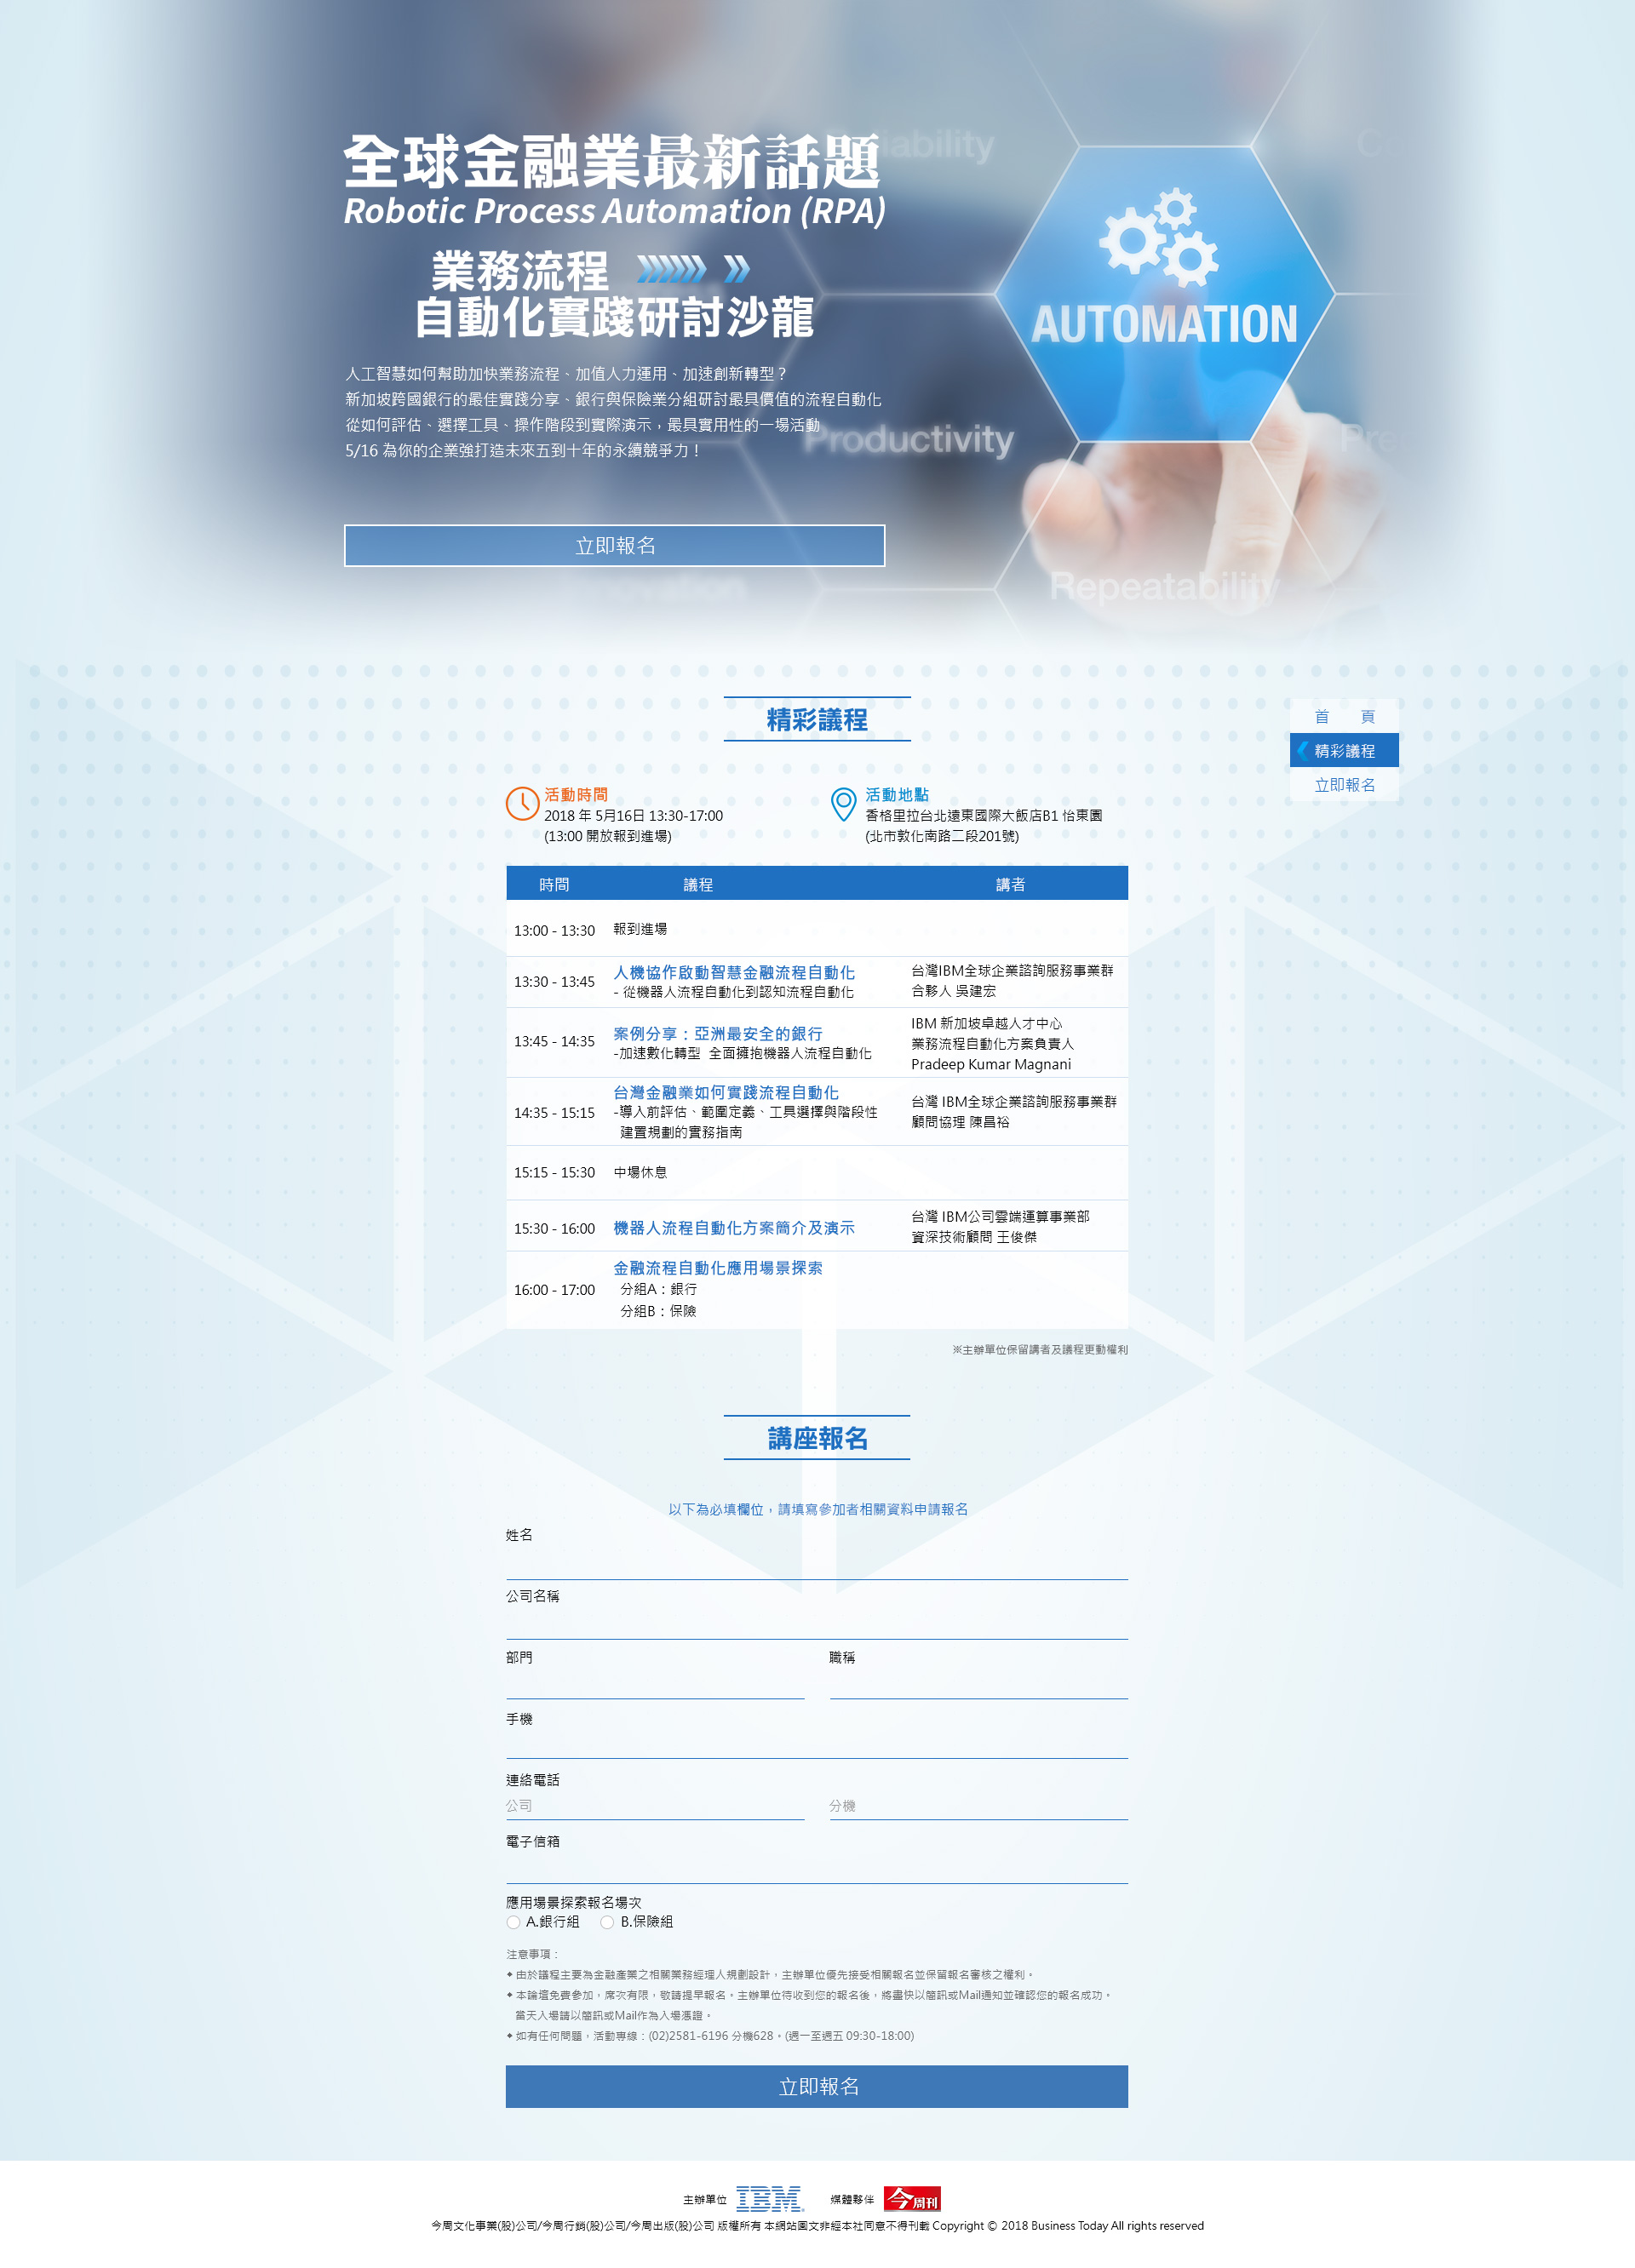 全球金融業最新話題
Robotic Process Automation (RPA)
業務流程
自動化實踐研討沙龍
人工智慧如何幫助加快業務流程、加值人力運用、加速創新轉型？
新加坡跨國銀行的最佳實踐分享、銀行與保險業分組研討最具價值的流程自動化
從如何評估、選擇工具、操作階段到實際演示，最具實用性的一場活動
5/16 為你的企業強打造未來五到十年的永續競爭力！
立即報名
AUTOMATION
Productivity
Repeatability
精彩議程
首　頁
精彩議程
立即報名
活動時間
2018 年 5月16日 13:30-17:00
(13:00 開放報到進場)
活動地點
香格里拉台北遠東國際大飯店B1 怡東園
(北市敦化南路二段201號)
時間 議程 講者
13:00 - 13:30 報到進場
13:30 - 13:45 人機協作啟動智慧金融流程自動化
- 從機器人流程自動化到認知流程自動化
台灣IBM全球企業諮詢服務事業群
合夥人 吳建宏
13:45 - 14:35 案例分享：亞洲最安全的銀行
-加速數化轉型 全面擁抱機器人流程自動化
IBM 新加坡卓越人才中心
業務流程自動化方案負責人
Pradeep Kumar Magnani
14:35 - 15:15 台灣金融業如何實踐流程自動化
-導入前評估、範圍定義、工具選擇與階段性
建置規劃的實務指南
台灣 IBM全球企業諮詢服務事業群
顧問協理 陳昌裕
15:15 - 15:30 中場休息
15:30 - 16:00 機器人流程自動化方案簡介及演示
台灣 IBM公司雲端運算事業部
資深技術顧問 王俊傑
16:00 - 17:00 金融流程自動化應用場景探索
分組A：銀行
分組B：保險
※主辦單位保留講者及議程更動權利
講座報名
以下為必填欄位，請填寫參加者相關資料申請報名
姓名
公司名稱
部門 職稱
手機
連絡電話
公司 分機
電子信箱
應用場景探索報名場次
A.銀行組 B.保險組
注意事項：
◆ 由於議程主要為金融產業之相關業務經理人規劃設計，主辦單位優先接受相關報名並保留報名審核之權利。
◆ 本論壇免費參加，席次有限，敬請提早報名。主辦單位待收到您的報名後，將盡快以簡訊或Mail通知並確認您的報名成功。
當天入場請以簡訊或Mail作為入場憑證。
◆ 如有任何問題，活動專線：(02)2581-6196 分機628。(週一至週五 09:30-18:00)
立即報名
主辦單位 IBM 媒體夥伴 今周刊
今周文化事業(股)公司/今周行銷(股)公司/今周出版(股)公司 版權所有 本網站圖文非經本社同意不得刊載 Copyright © 2018 Business Today All rights reserved